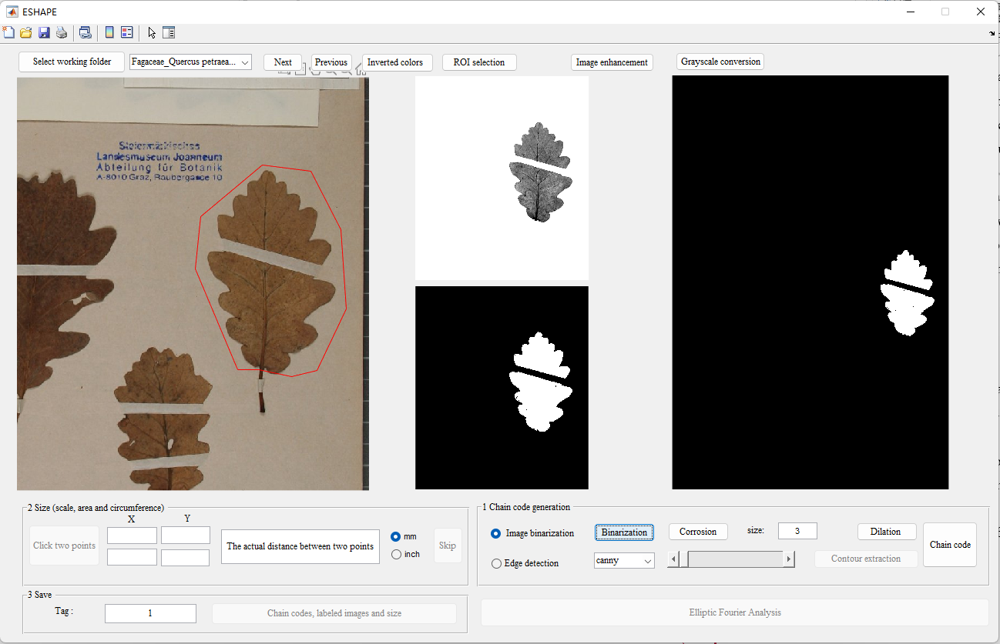 ESHAPE
Select working folder
Fagaceae_Quercus petraea...
Next
Previous
Inverted colors
ROI selection
Image enhancement
Grayscale conversion
Steiermärkisches
Landesmuseum Joanneum
Abteilung für Botanik
A-8010 Graz, Raubergasse 10
2 Size (scale, area and circumference)
X
Y
Click two points
The actual distance between two points
mm
inch
Skip
1 Chain code generation
Image binarization
Binarization
Corrosion
size:
3
Dilation
Chain code
Edge detection
canny
Contour extraction
3 Save
Tag :
1
Chain codes, labeled images and size
Elliptic Fourier Analysis